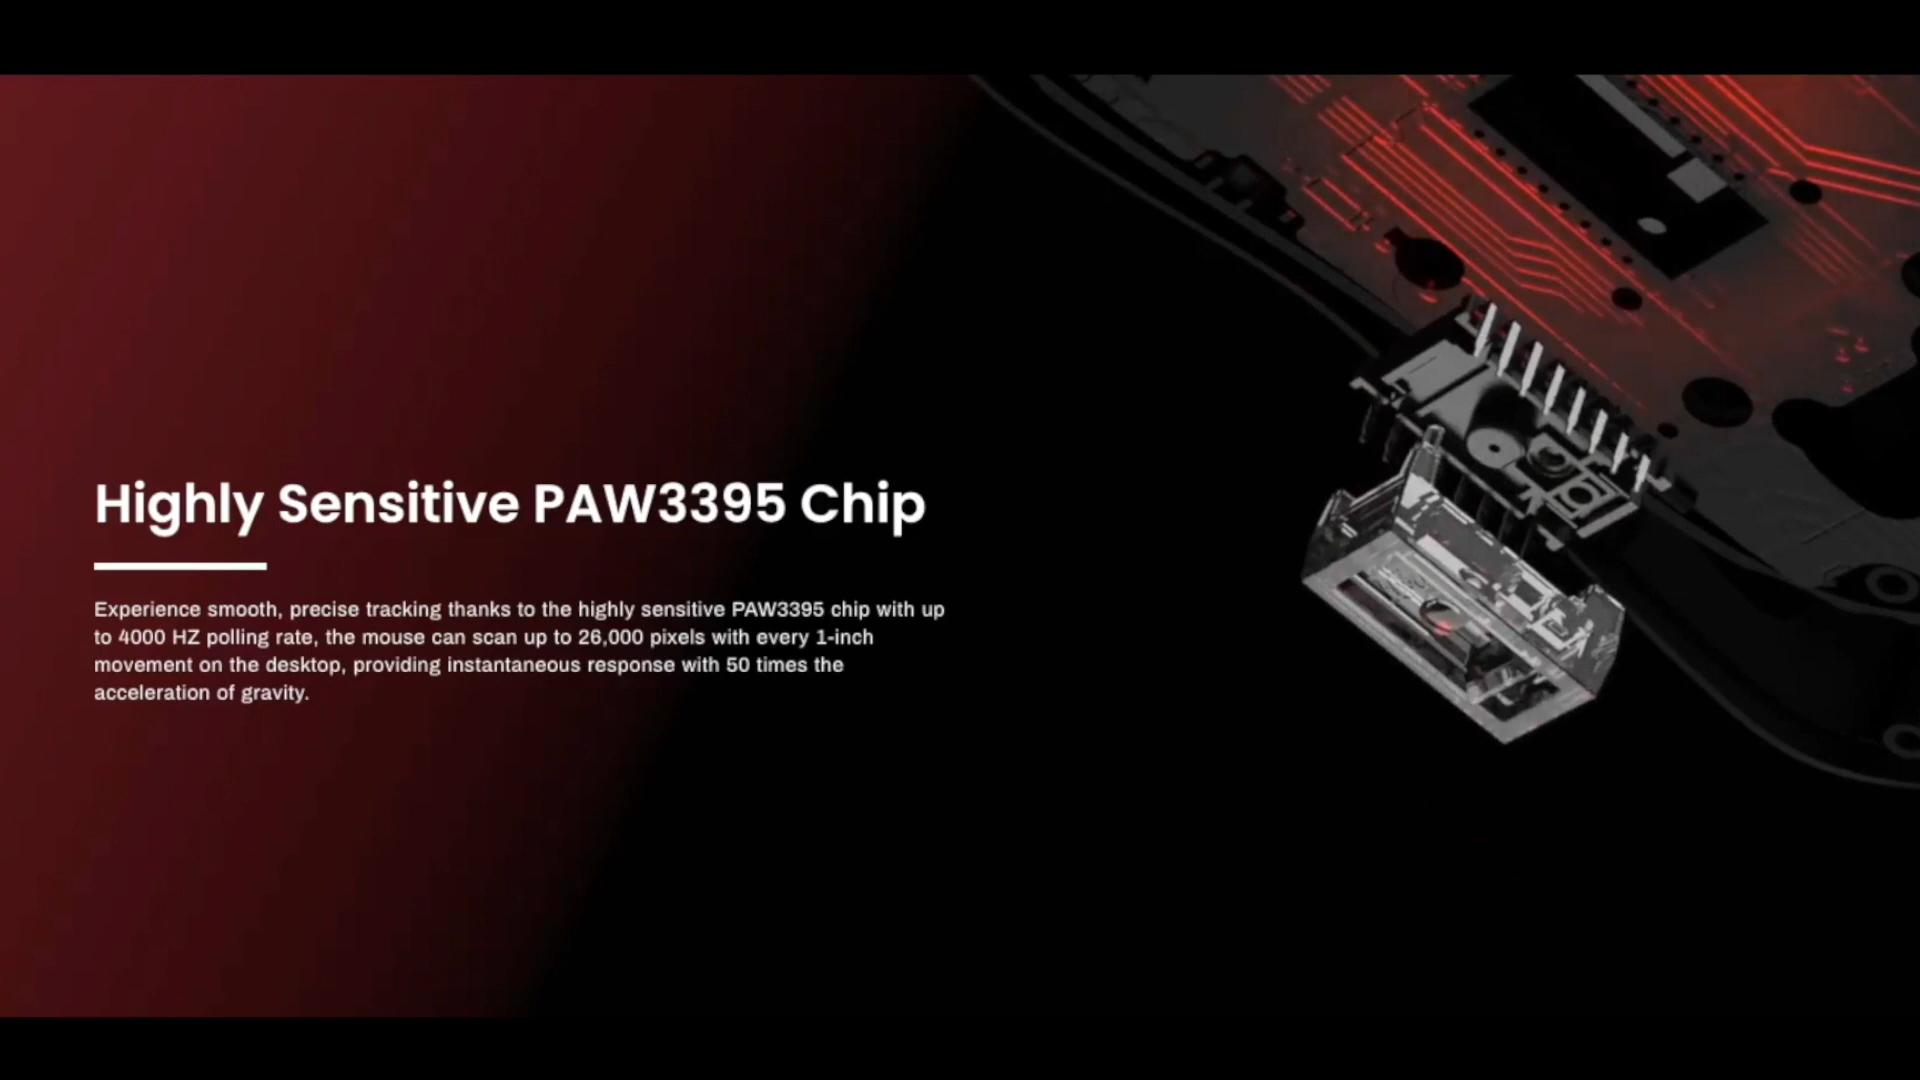 Highly Sensitive PAW3395 Chip
Experience smooth, precise tracking thanks to the highly sensitive PAW3395 chip with up
to 4000 HZ polling rate, the mouse can scan up to 26,000 pixels with every 1-inch
movement on the desktop, providing instantaneous response with 50 times the
acceleration of gravity.